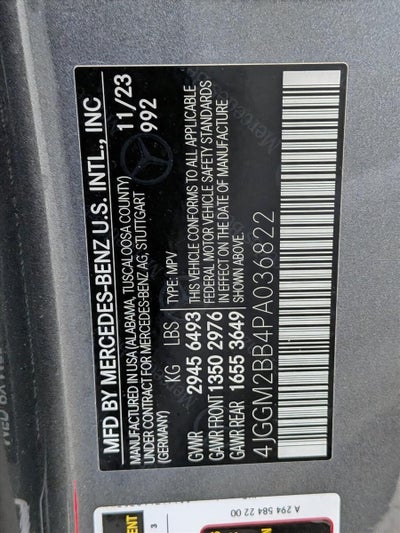 MFD BY MERCEDES-BENZ U.S. INTL., INC
MANUFACTURED IN USA (ALABAMA, TUSCALOOSA COUNTY) 11/23
UNDER CONTRACT FOR MERCEDES-BENZ AG, STUTTGART 992
(GERMANY)
KG LBS TYPE: MPV
GVWR 2945 6493 THIS VEHICLE CONFORMS TO ALL APPLICABLE
GAWR FRONT 1350 2976 FEDERAL MOTOR VEHICLE SAFETY STANDARDS
GAWR REAR 1655 3649 IN EFFECT ON THE DATE OF MANUFACTURE
SHOWN ABOVE.
4JGGM2BB4PA036822
A 294 584 22 00